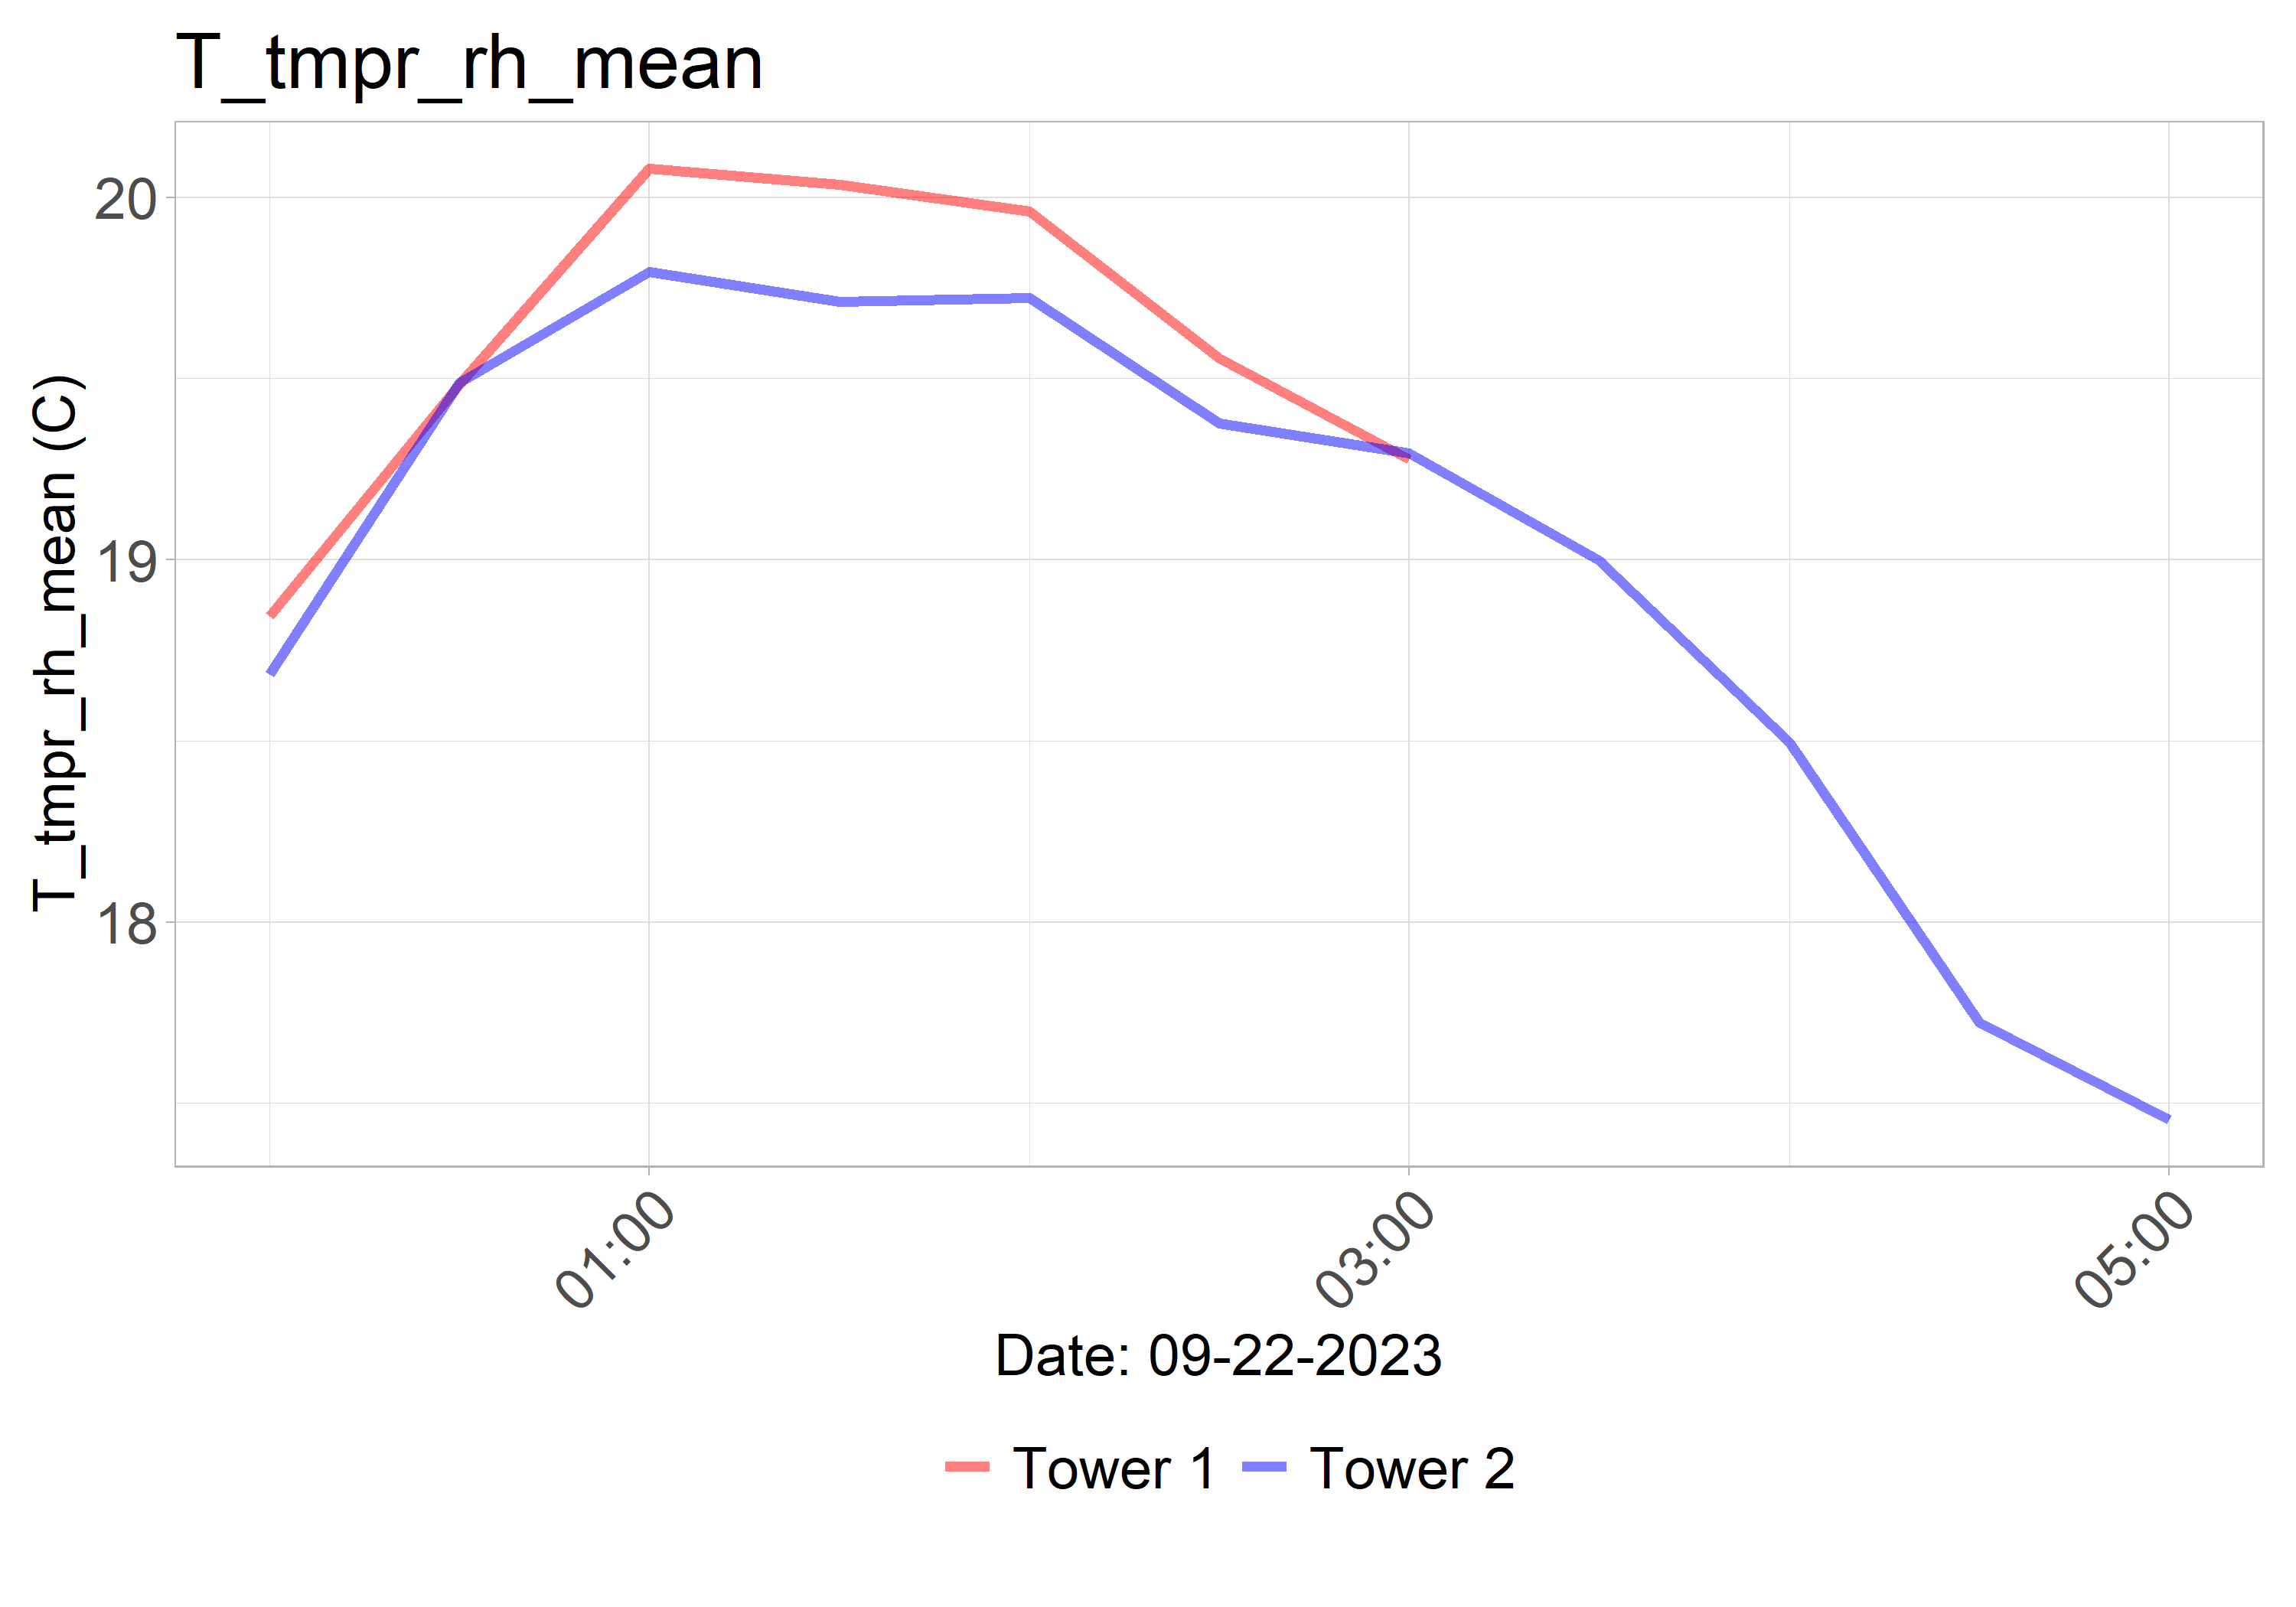 T_tmpr_rh_mean
T_tmpr_rh_mean (C)
20
19
18
01:00
03:00
05:00
Date: 09-22-2023
Tower 1
Tower 2